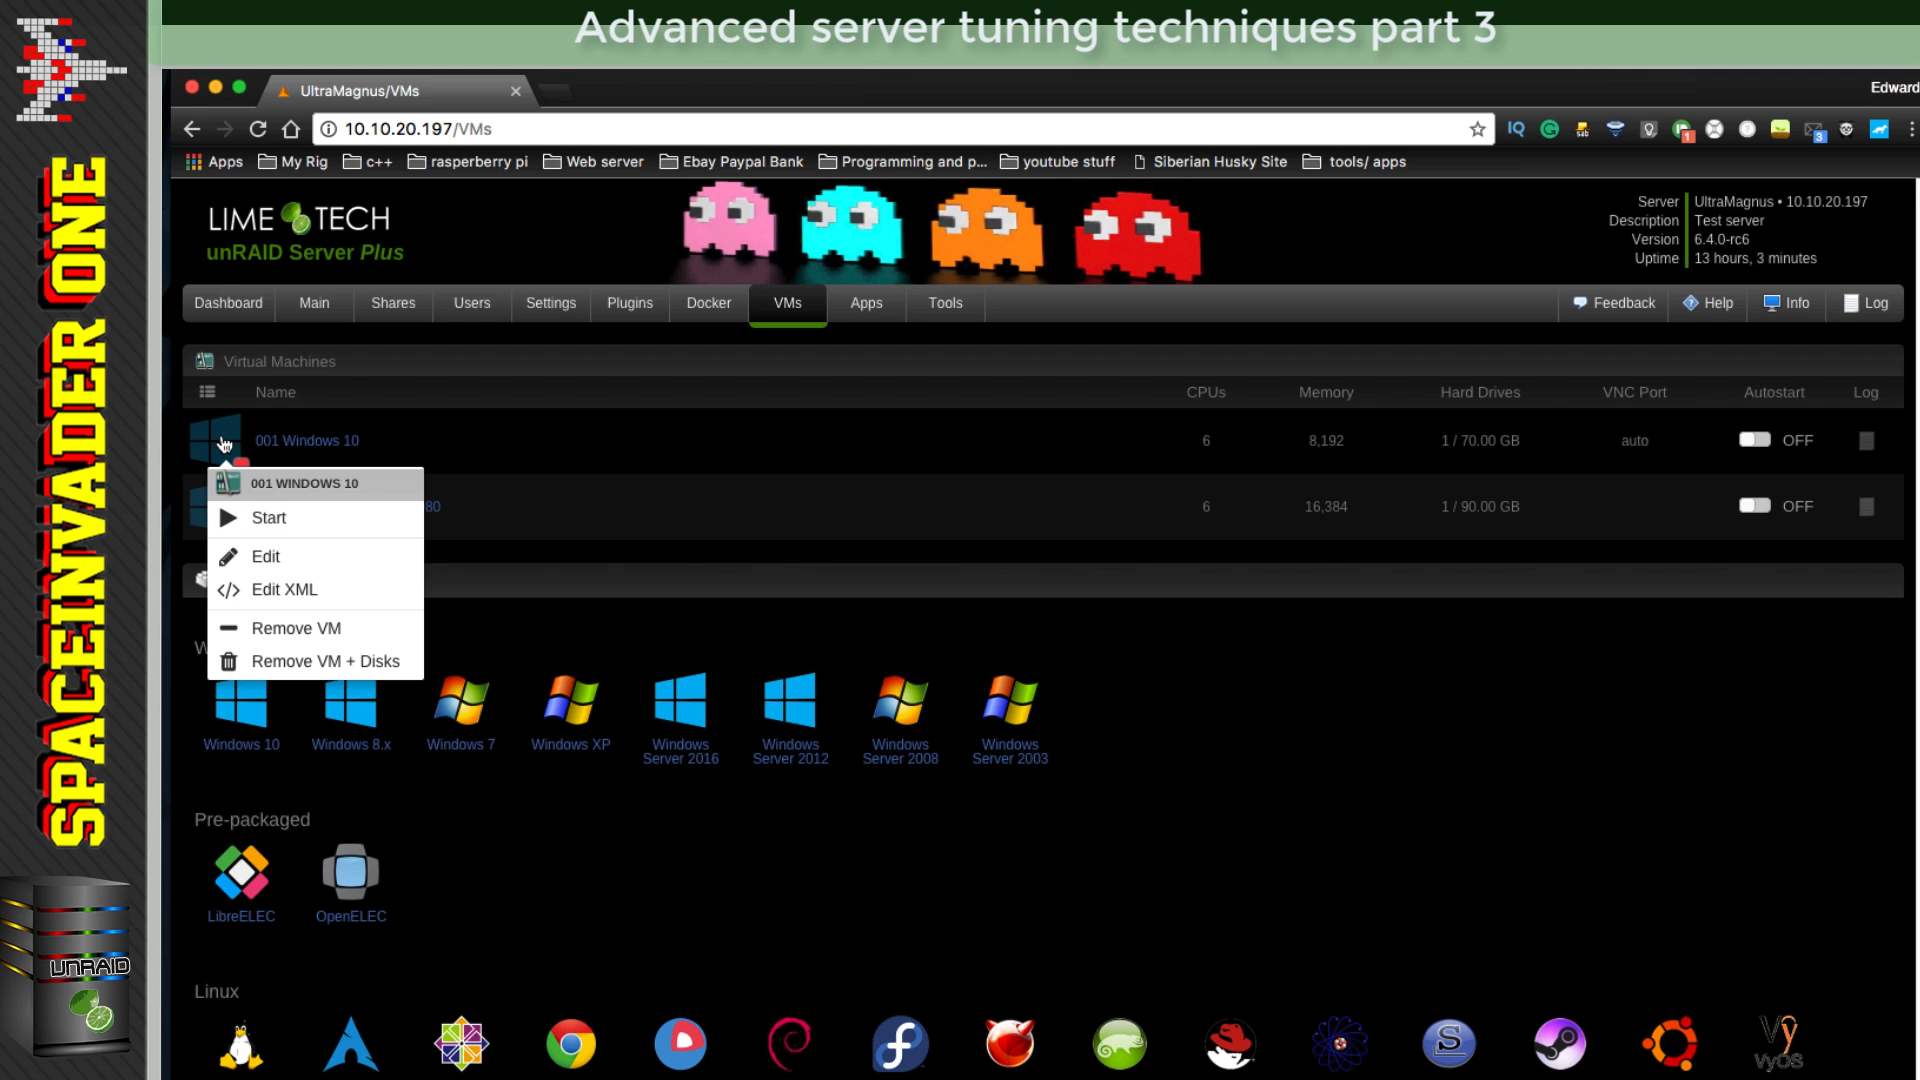 Advanced server tuning techniques part 3
SPACEINVADER ONE
UltraMagnus/VMs
Edward
10.10.20.197/VMs
Apps
My Rig
c++
rasperberry pi
Web server
Ebay Paypal Bank
Programming and p...
youtube stuff
Siberian Husky Site
tools/ apps
LIME TECH
unRAID Server Plus
Server UltraMagnus • 10.10.20.197
Description Test server
Version 6.4.0-rc6
Uptime 13 hours, 3 minutes
Dashboard
Main
Shares
Users
Settings
Plugins
Docker
VMs
Apps
Tools
Feedback
Help
Info
Log
Virtual Machines
Name
CPUs
Memory
Hard Drives
VNC Port
Autostart
Log
001 Windows 10
6
8,192
1 / 70.00 GB
auto
OFF
80
6
16,384
1 / 90.00 GB
OFF
001 WINDOWS 10
Start
Edit
Edit XML
Remove VM
Remove VM + Disks
W
Windows 10
Windows 8.x
Windows 7
Windows XP
Windows
Server 2016
Windows
Server 2012
Windows
Server 2008
Windows
Server 2003
Pre-packaged
LibreELEC
OpenELEC
Linux
VyOS
UNRAID